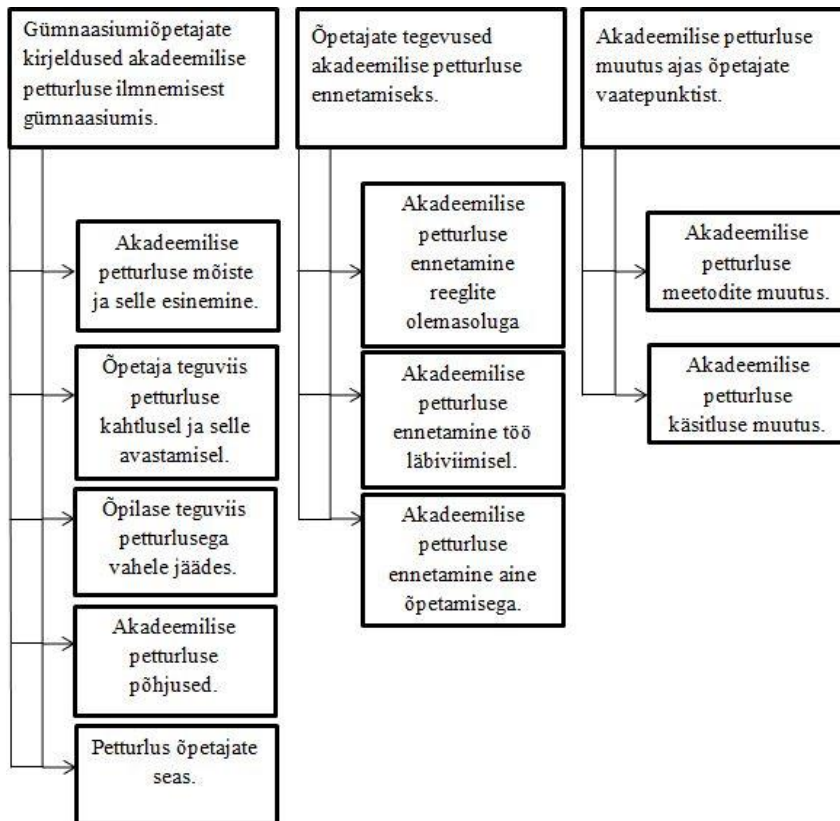 Gümnaasiumiõpetajate
kirjeldused akadeemilise
petturluse ilmnemisest
gümnaasiumis.
Akadeemilise
petturluse mõiste
ja selle esinemine.
Õpetaja teguviis
petturluse
kahtlusel ja selle
avastamisel.
Õpilase teguviis
petturlusega
vahele jäädes.
Akadeemilise
petturluse
põhjused.
Petturlus õpetajate
seas.
Õpetajate tegevused
akadeemilise petturluse
ennetamiseks.
Akadeemilise
petturluse
ennetamine
reeglite
olemasoluga
Akadeemilise
petturluse
ennetamine töö
läbiviimisel.
Akadeemilise
petturluse
ennetamine aine
õpetamisega.
Akadeemilise petturluse
muutus ajas õpetajate
vaatepunktist.
Akadeemilise
petturluse
meetodite muutus.
Akadeemilise
petturluse
käsitluse muutus.